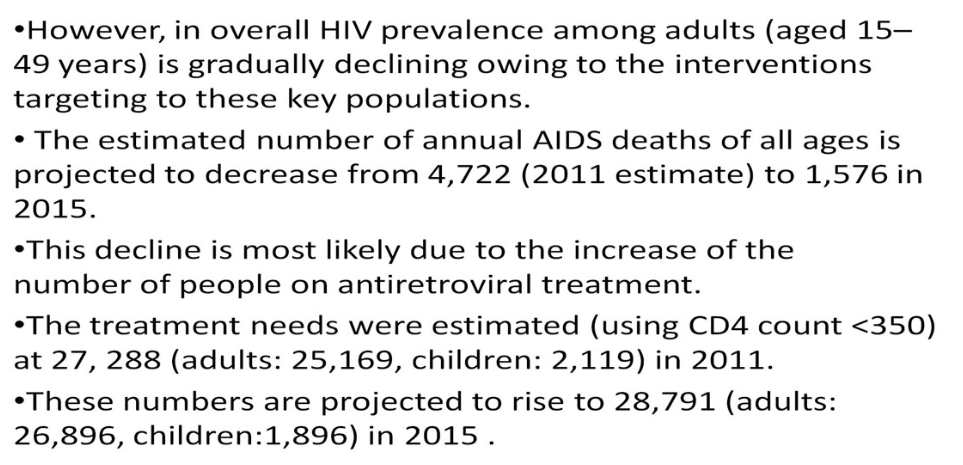 •However, in overall HIV prevalence among adults (aged 15–
49 years) is gradually declining owing to the interventions
targeting to these key populations.
• The estimated number of annual AIDS deaths of all ages is
projected to decrease from 4,722 (2011 estimate) to 1,576 in
2015.
•This decline is most likely due to the increase of the
number of people on antiretroviral treatment.
•The treatment needs were estimated (using CD4 count <350)
at 27, 288 (adults: 25,169, children: 2,119) in 2011.
•These numbers are projected to rise to 28,791 (adults:
26,896, children:1,896) in 2015 .